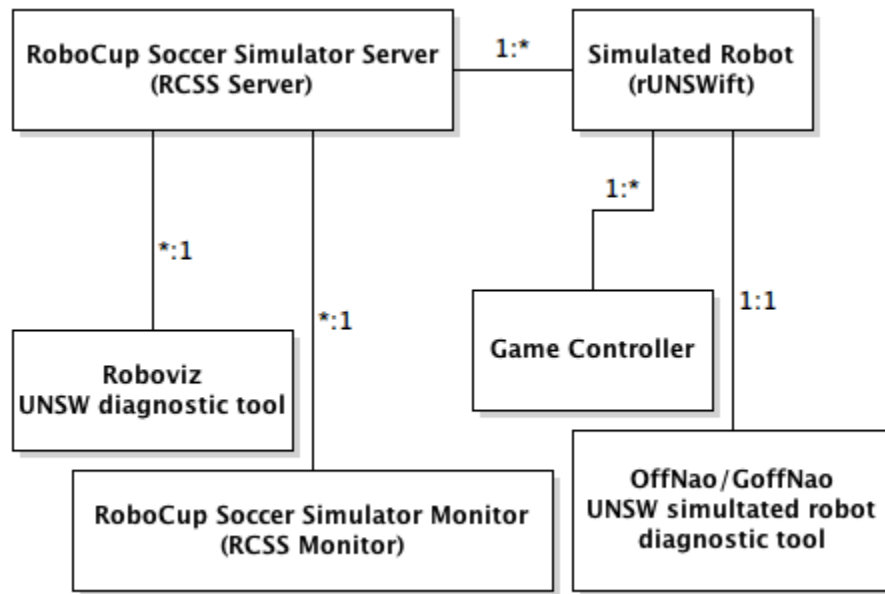 RoboCup Soccer Simulator Server
(RCSS Server)
1:*
Simulated Robot
(rUNSWift)
1:*
*:1
*:1
1:1
Game Controller
Roboviz
UNSW diagnostic tool
OffNao/GoffNao
UNSW simultated robot
diagnostic tool
RoboCup Soccer Simulator Monitor
(RCSS Monitor)